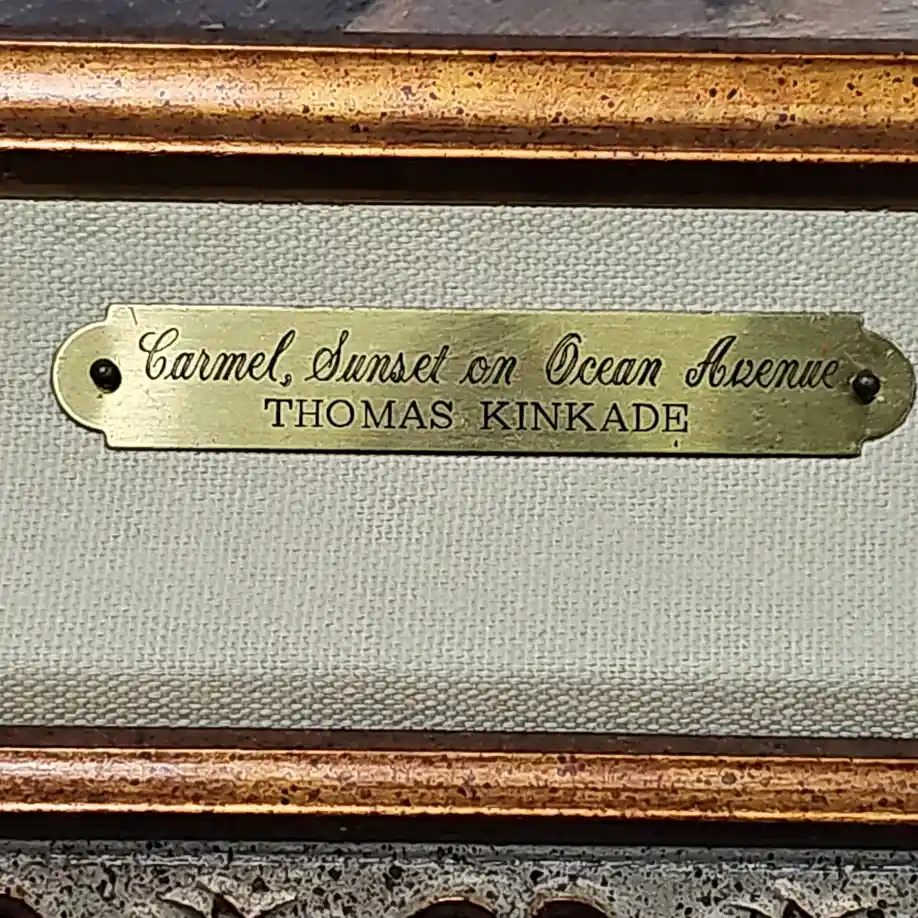 Carmel, Sunset on Ocean Avenue
THOMAS KINKADE